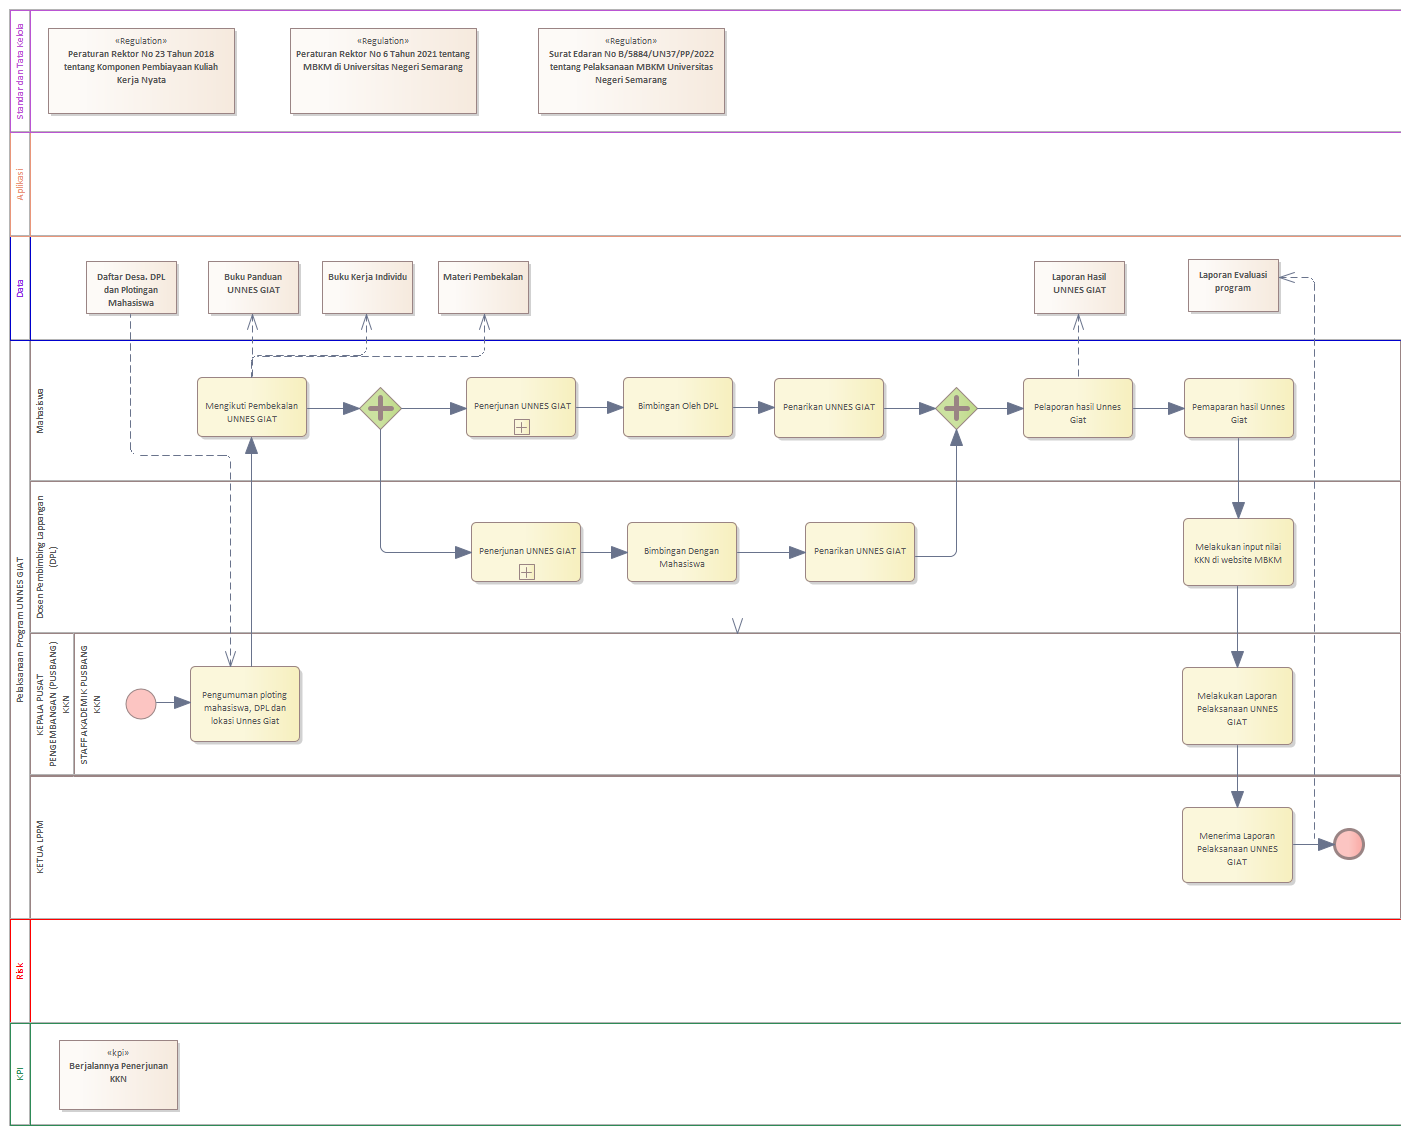 Standar dan Tata Kelola
«Regulation»
Peraturan Rektor No 23 Tahun 2018
tentang Komponen Pembiayaan Kuliah
Kerja Nyata
«Regulation»
Peraturan Rektor No 6 Tahun 2021 tentang
MBKM di Universitas Negeri Semarang
«Regulation»
Surat Edaran No B/5884/UN37/PP/2022
tentang Pelaksanaan MBKM Universitas
Negeri Semarang
Aplikasi
Data
Daftar Desa. DPL
dan Plotingan
Mahasiswa
Buku Panduan
UNNES GIAT
Buku Kerja Individu
Materi Pembekalan
Laporan Hasil
UNNES GIAT
Laporan Evaluasi
program
Pelaksanaan Program UNNES GIAT
Mahasiswa
Mengikuti Pembekalan
UNNES GIAT
Penerjunan UNNES GIAT
Bimbingan Oleh DPL
Penarikan UNNES GIAT
Pelaporan hasil Unnes
Giat
Pemaparan hasil Unnes
Giat
Dosen Pembimbing Lappangan
(DPL)
Penerjunan UNNES GIAT
Bimbingan Dengan
Mahasiswa
Penarikan UNNES GIAT
Melakukan input nilai
KKN di website MBKM
KEPALA PUSAT
PENGEMBANGAN (PUSBANG)
KKN
STAFF AKADEMIK PUSBANG
KKN
Pengumuman ploting
mahasiswa, DPL dan
lokasi Unnes Giat
Melakukan Laporan
Pelaksanaan UNNES
GIAT
KETUA LPPM
Menerima Laporan
Pelaksanaan UNNES
GIAT
Risk
KPI
«kpi»
Berjalannya Penerjunan
KKN